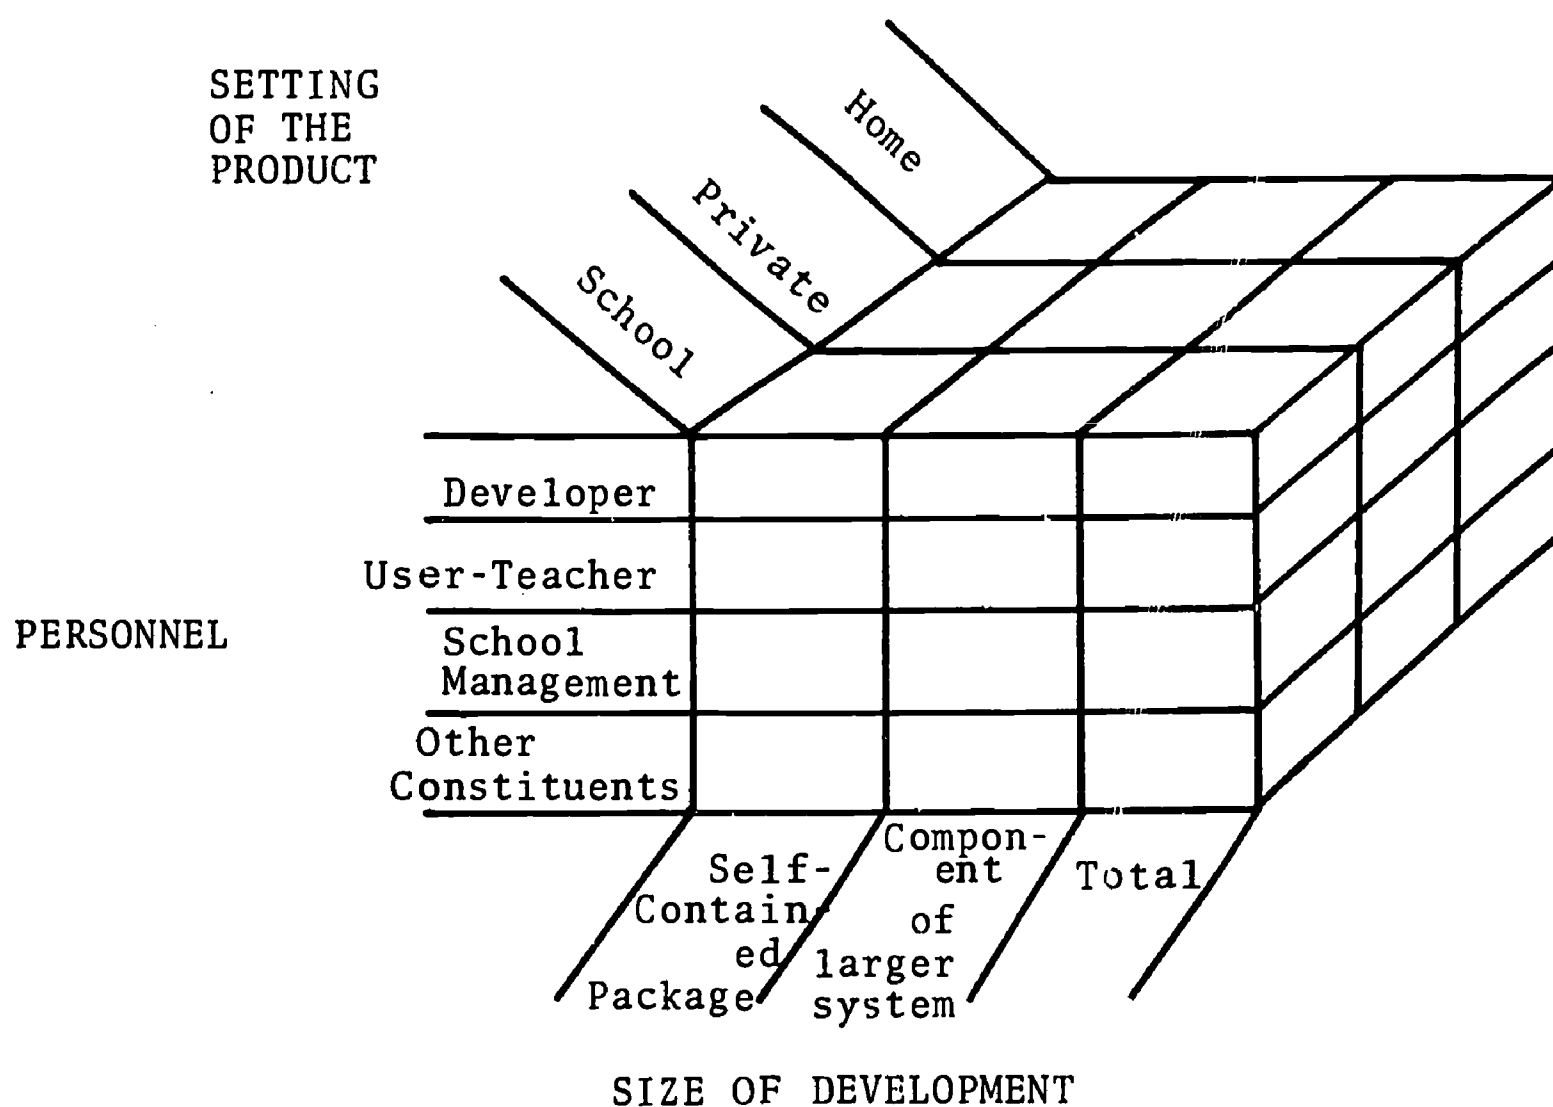 SETTING
OF THE
PRODUCT
Home
Private
School
PERSONNEL
Developer
User-Teacher
School
Management
Other
Constituents
Self-
Contain-
ed
Package
Compon-
ent
of
larger
system
Total
SIZE OF DEVELOPMENT